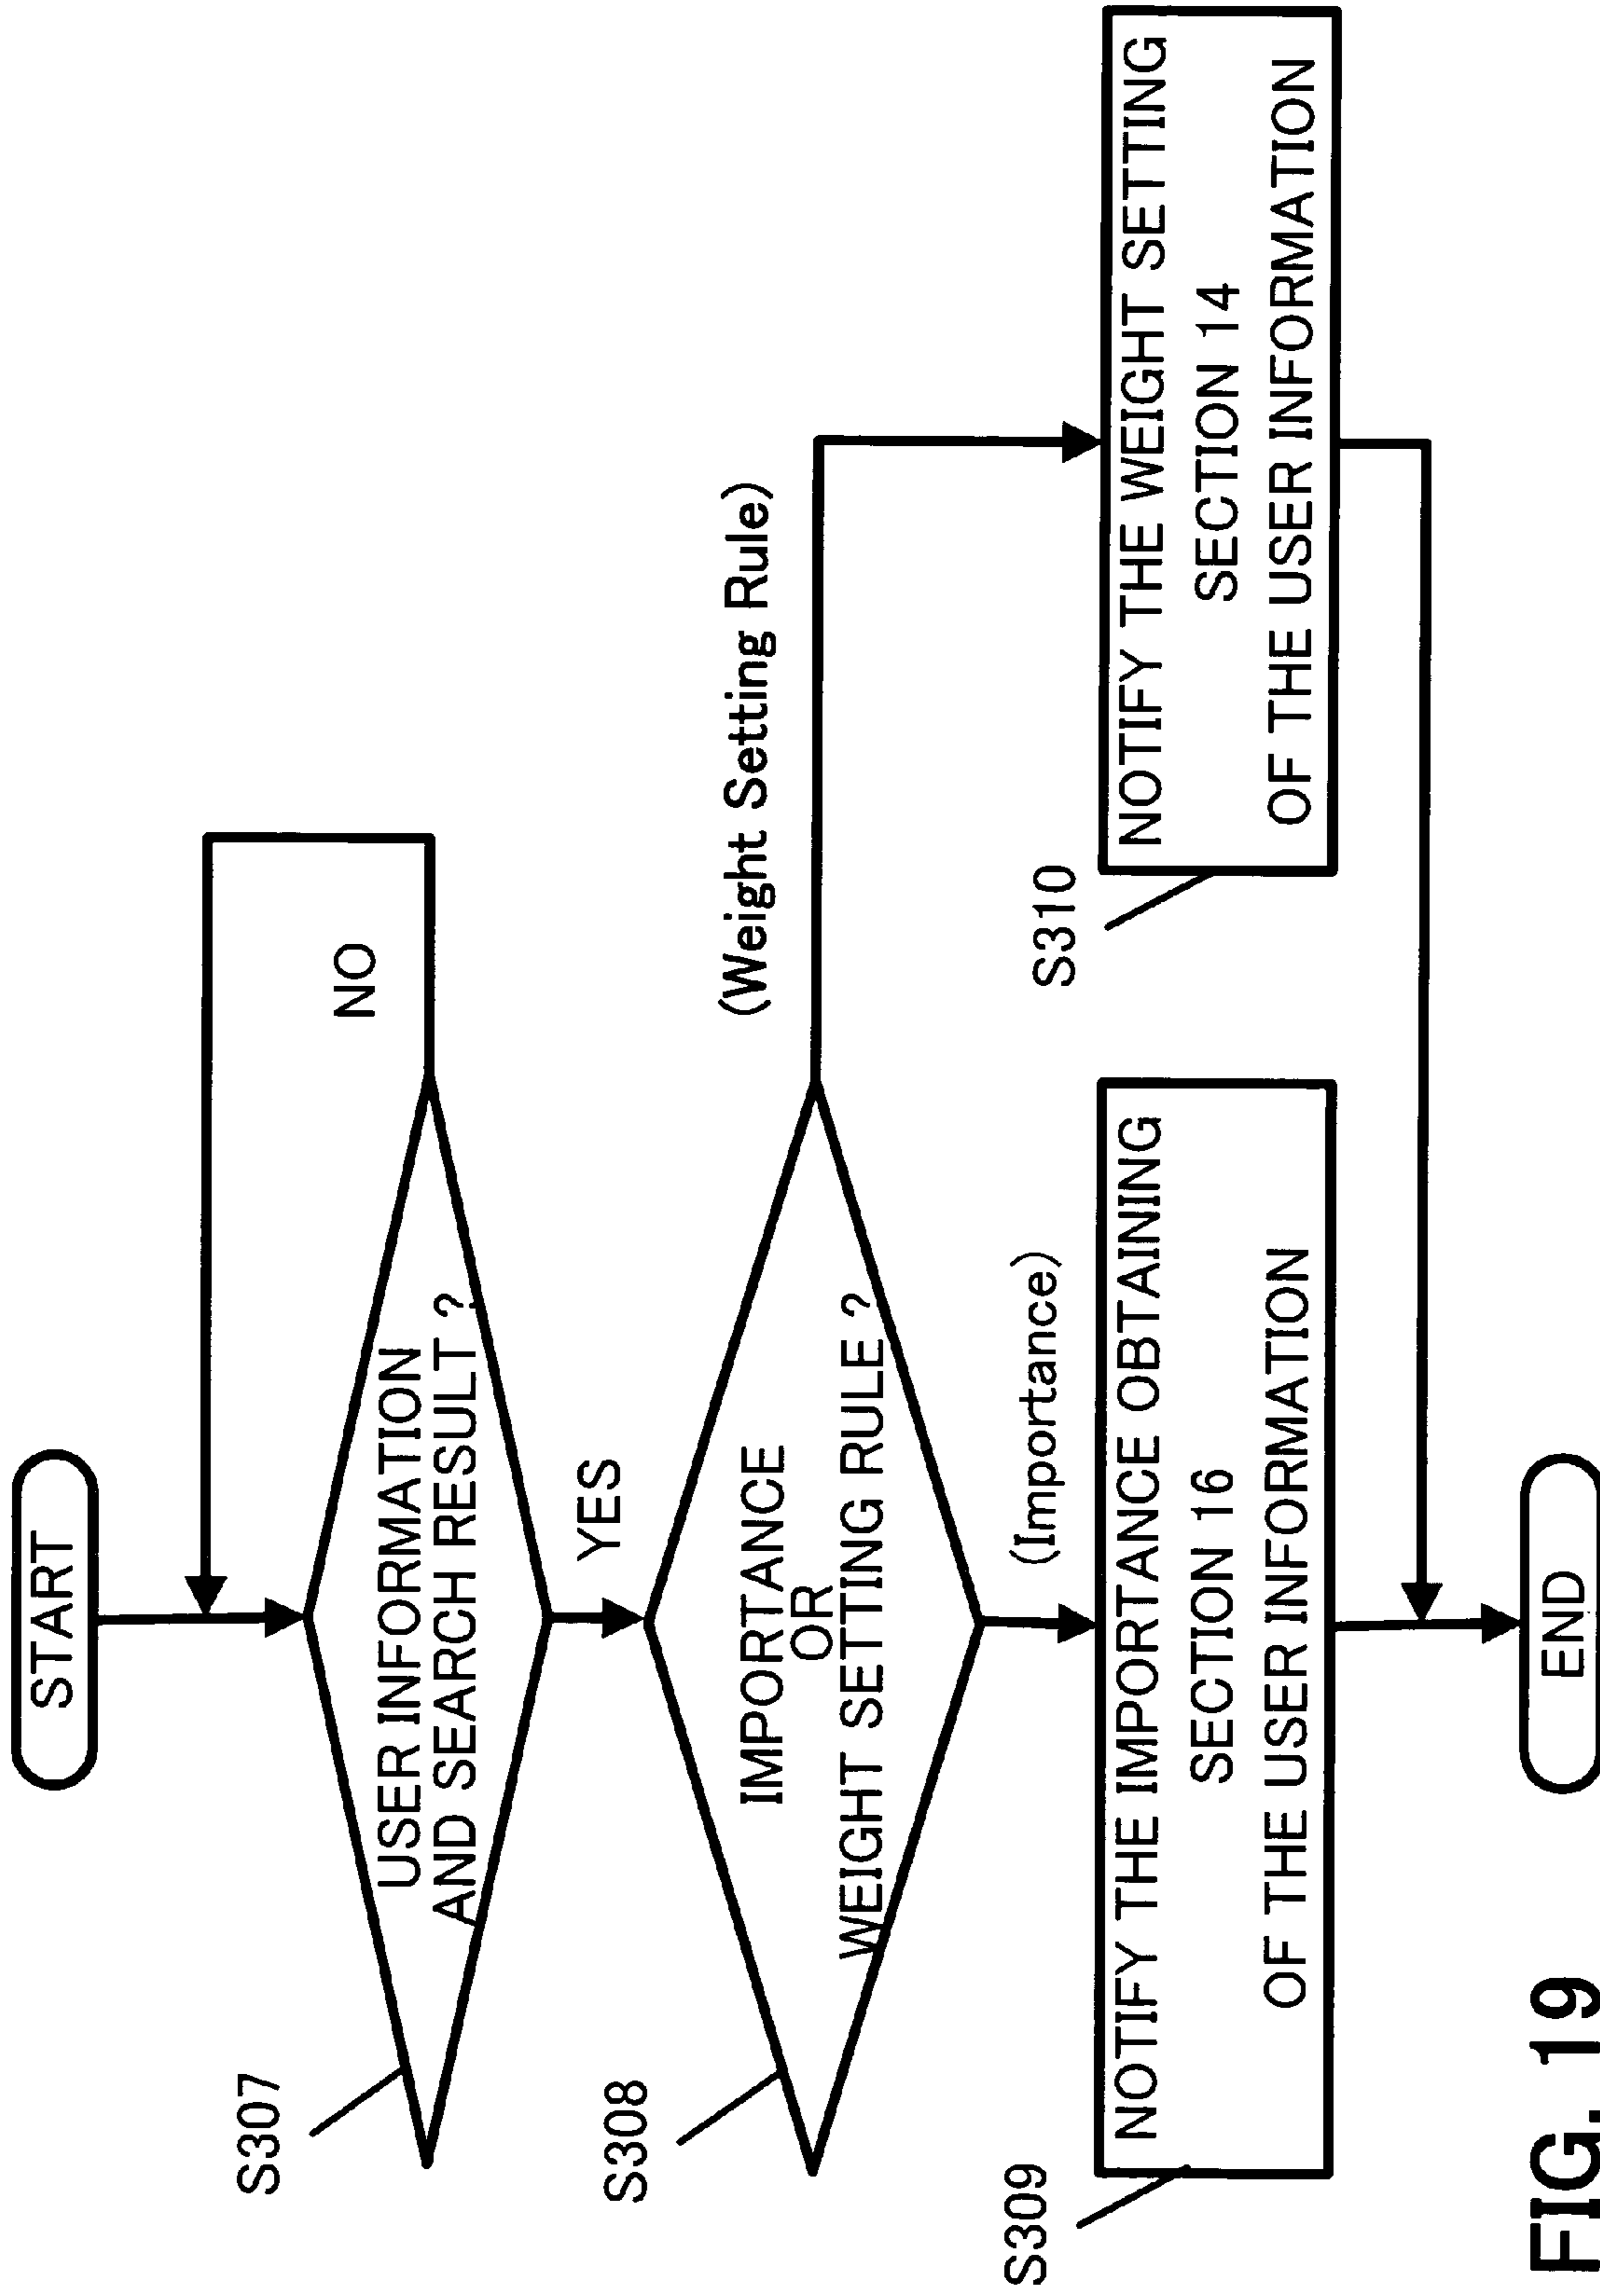 START
S307
USER INFORMATION
AND SEARCH RESULT ?
NO
YES
S308
IMPORTANCE
OR
WEIGHT SETTING RULE ?
(Weight Setting Rule)
(Importance)
S309
NOTIFY THE IMPORTANCE OBTAINING
SECTION 16
OF THE USER INFORMATION
S310
NOTIFY THE WEIGHT SETTING
SECTION 14
OF THE USER INFORMATION
END
FIG. 19